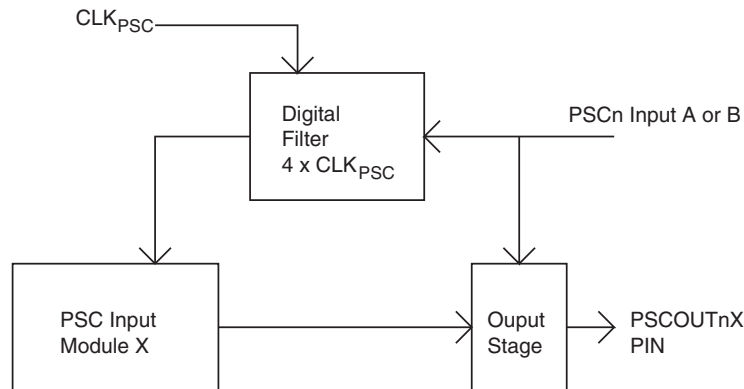 CLKPSC
Digital
Filter
4 x CLKPSC
PSCn Input A or B
PSC Input
Module X
Ouput
Stage
PSCOUTnX
PIN